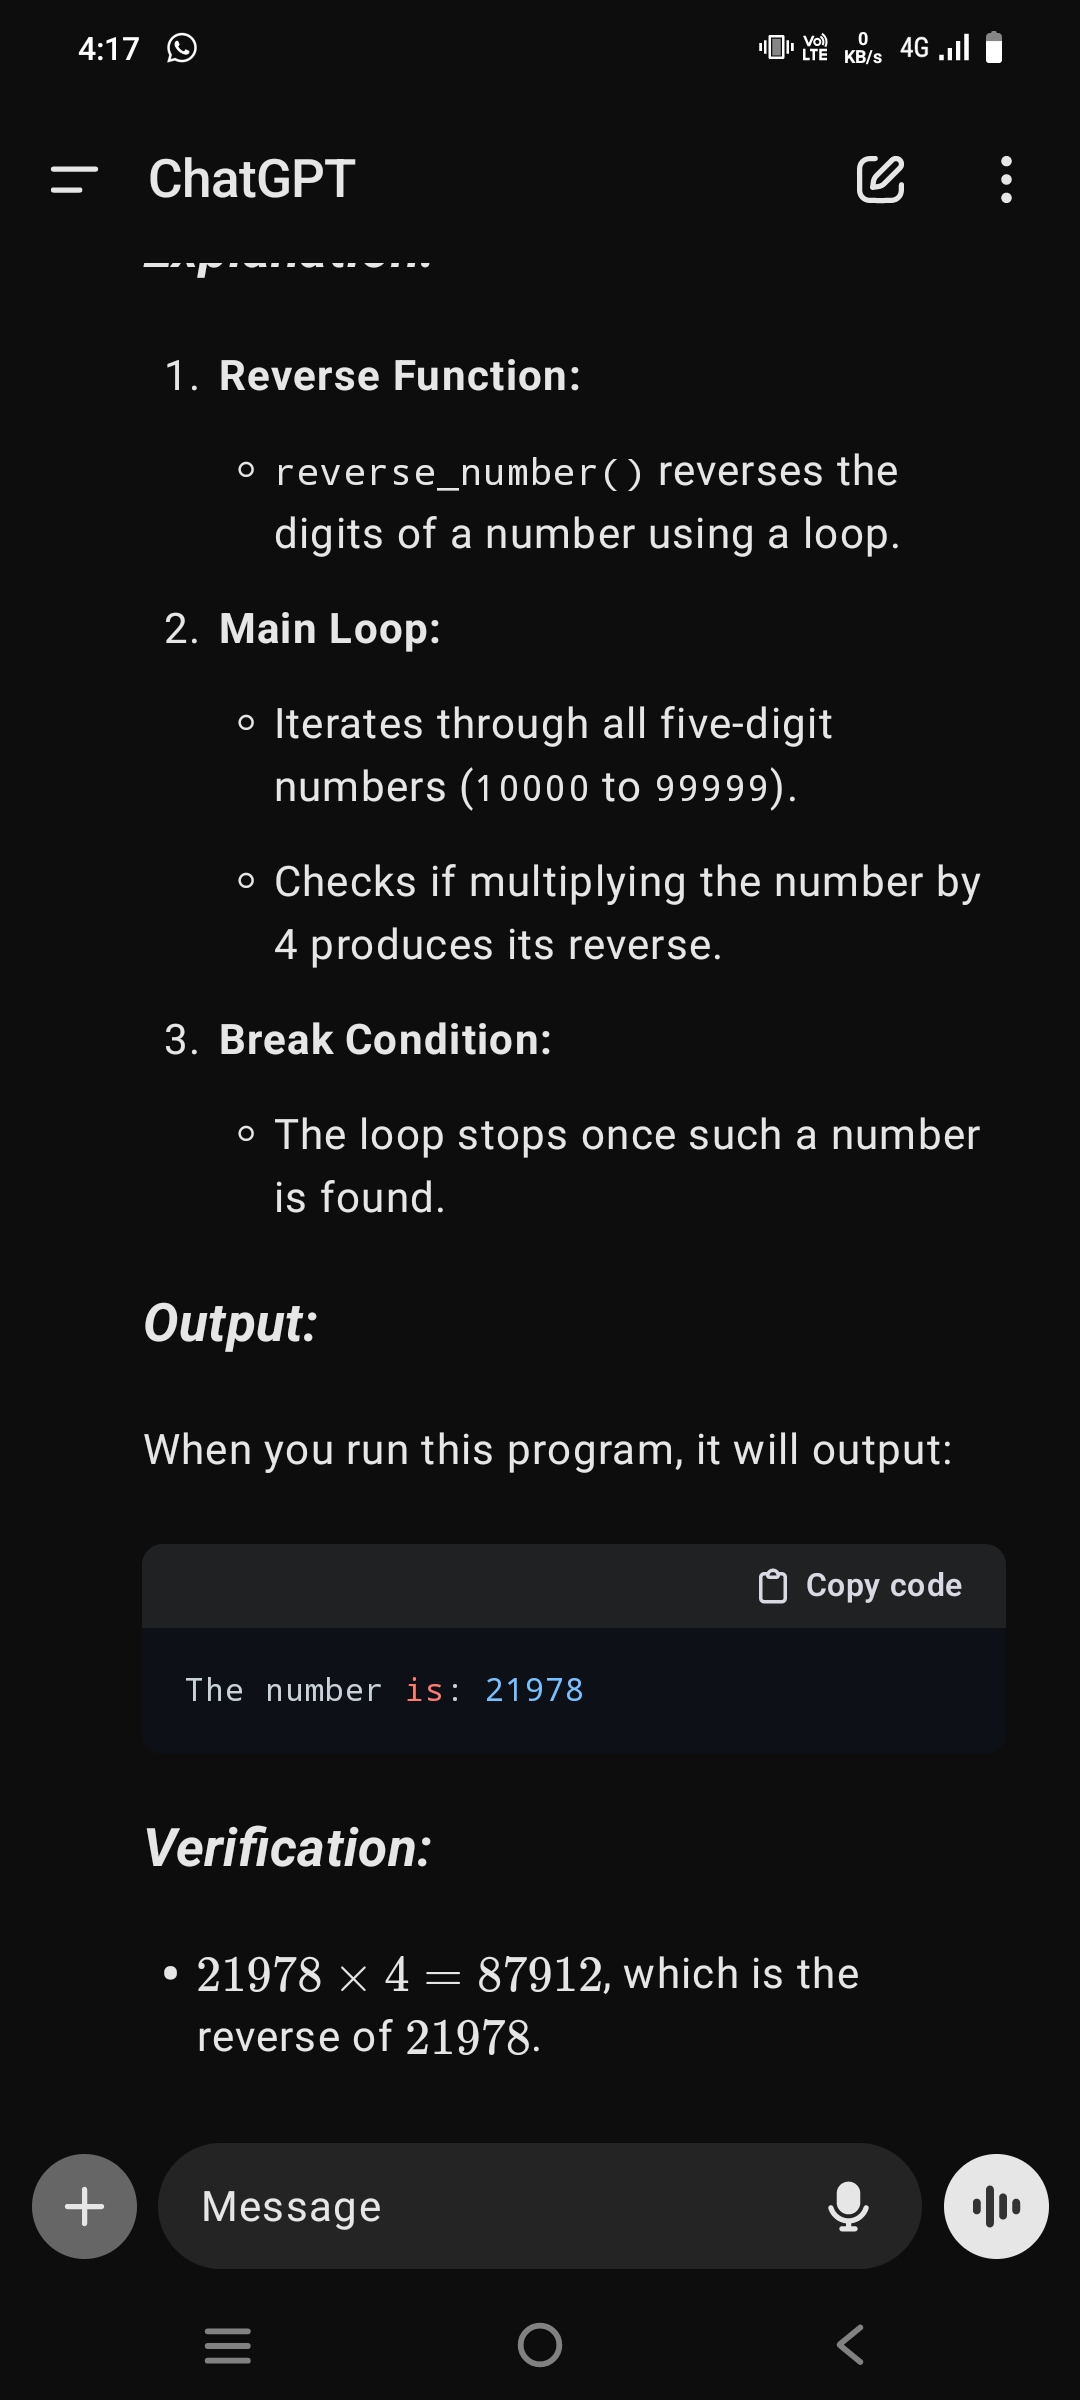 4:17
Vo)) LTE 0 KB/s 4G
ChatGPT
Explanation:
1. Reverse Function:
reverse_number() reverses the
digits of a number using a loop.
2. Main Loop:
Iterates through all five-digit
numbers (10000 to 99999).
Checks if multiplying the number by
4 produces its reverse.
3. Break Condition:
The loop stops once such a number
is found.
Output:
When you run this program, it will output:
Copy code
The number is: 21978
Verification:
• 21978 × 4 = 87912, which is the
reverse of 21978.
Message